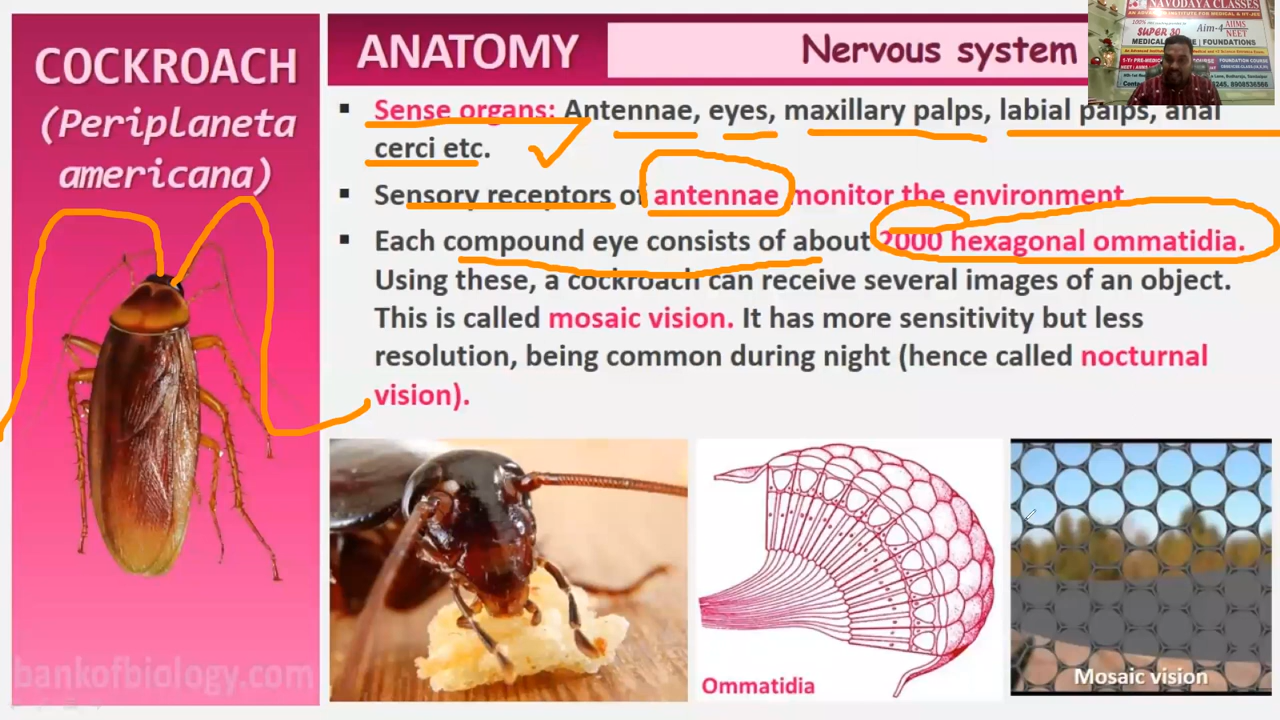 NAVODAYA CLASSES
SUPER 30
Aim-4 AIIMS
NEET
COCKROACH
(Periplaneta
americana)
ANATOMY
Nervous system
▪ Sense organs: Antennae, eyes, maxillary palps, labial palps, anal
cerci etc.
▪ Sensory receptors of antennae monitor the environment
▪ Each compound eye consists of about 2000 hexagonal ommatidia.
Using these, a cockroach can receive several images of an object.
This is called mosaic vision. It has more sensitivity but less
resolution, being common during night (hence called nocturnal
vision).
Ommatidia
Mosaic vision
bankofbiology.com